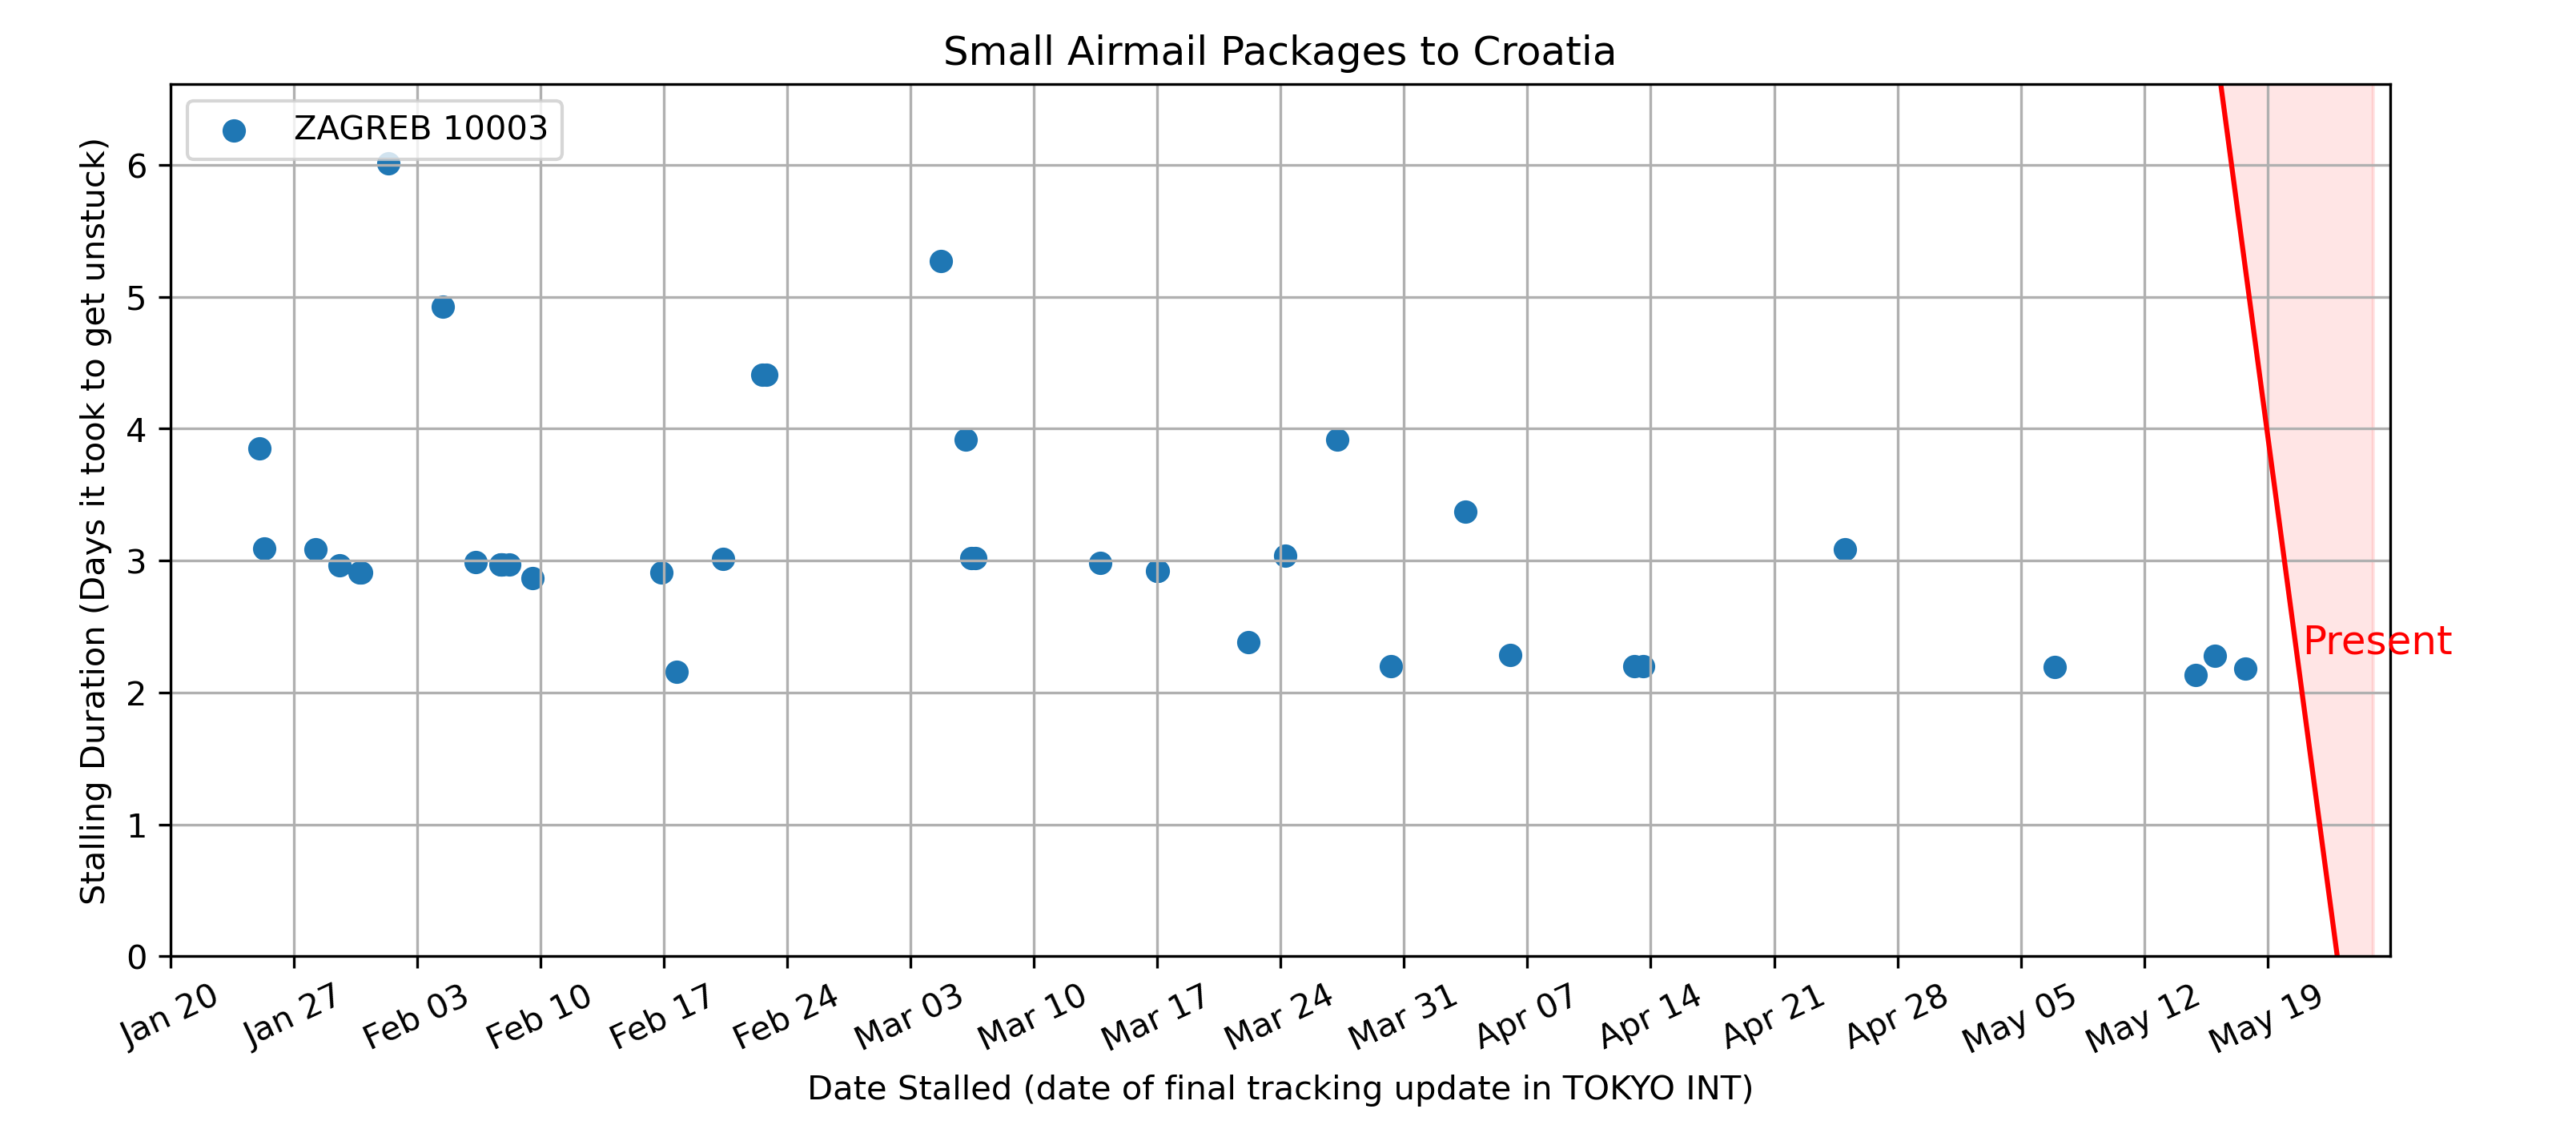 Small Airmail Packages to Croatia
ZAGREB 10003
Stalling Duration (Days it took to get unstuck)
6
5
4
3
2
1
0
Present
Jan 20
Jan 27
Feb 03
Feb 10
Feb 17
Feb 24
Mar 03
Mar 10
Mar 17
Mar 24
Mar 31
Apr 07
Apr 14
Apr 21
Apr 28
May 05
May 12
May 19
Date Stalled (date of final tracking update in TOKYO INT)